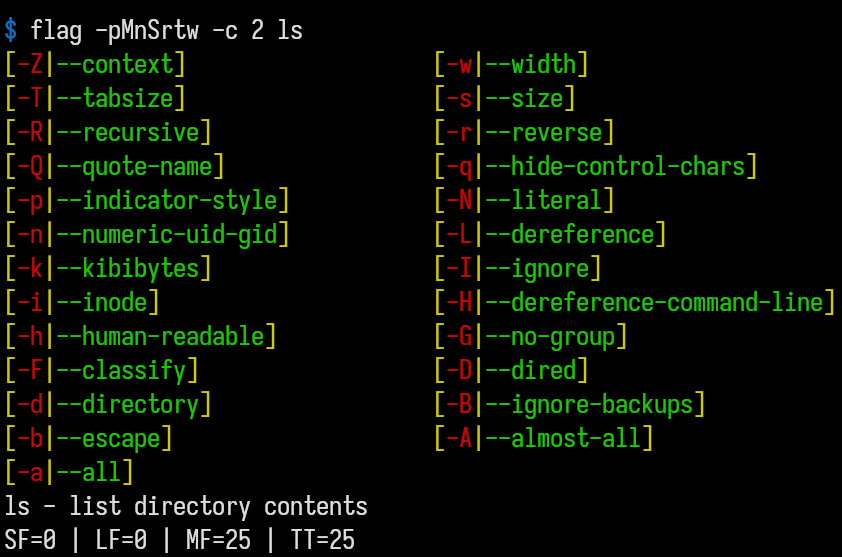 $ flag -pMnSrtw -c 2 ls
[-Z|--context] [-w|--width]
[-T|--tabsize] [-s|--size]
[-R|--recursive] [-r|--reverse]
[-Q|--quote-name] [-q|--hide-control-chars]
[-p|--indicator-style] [-N|--literal]
[-n|--numeric-uid-gid] [-L|--dereference]
[-k|--kibibytes] [-I|--ignore]
[-i|--inode] [-H|--dereference-command-line]
[-h|--human-readable] [-G|--no-group]
[-F|--classify] [-D|--dired]
[-d|--directory] [-B|--ignore-backups]
[-b|--escape] [-A|--almost-all]
[-a|--all]
ls - list directory contents
SF=0 | LF=0 | MF=25 | TT=25